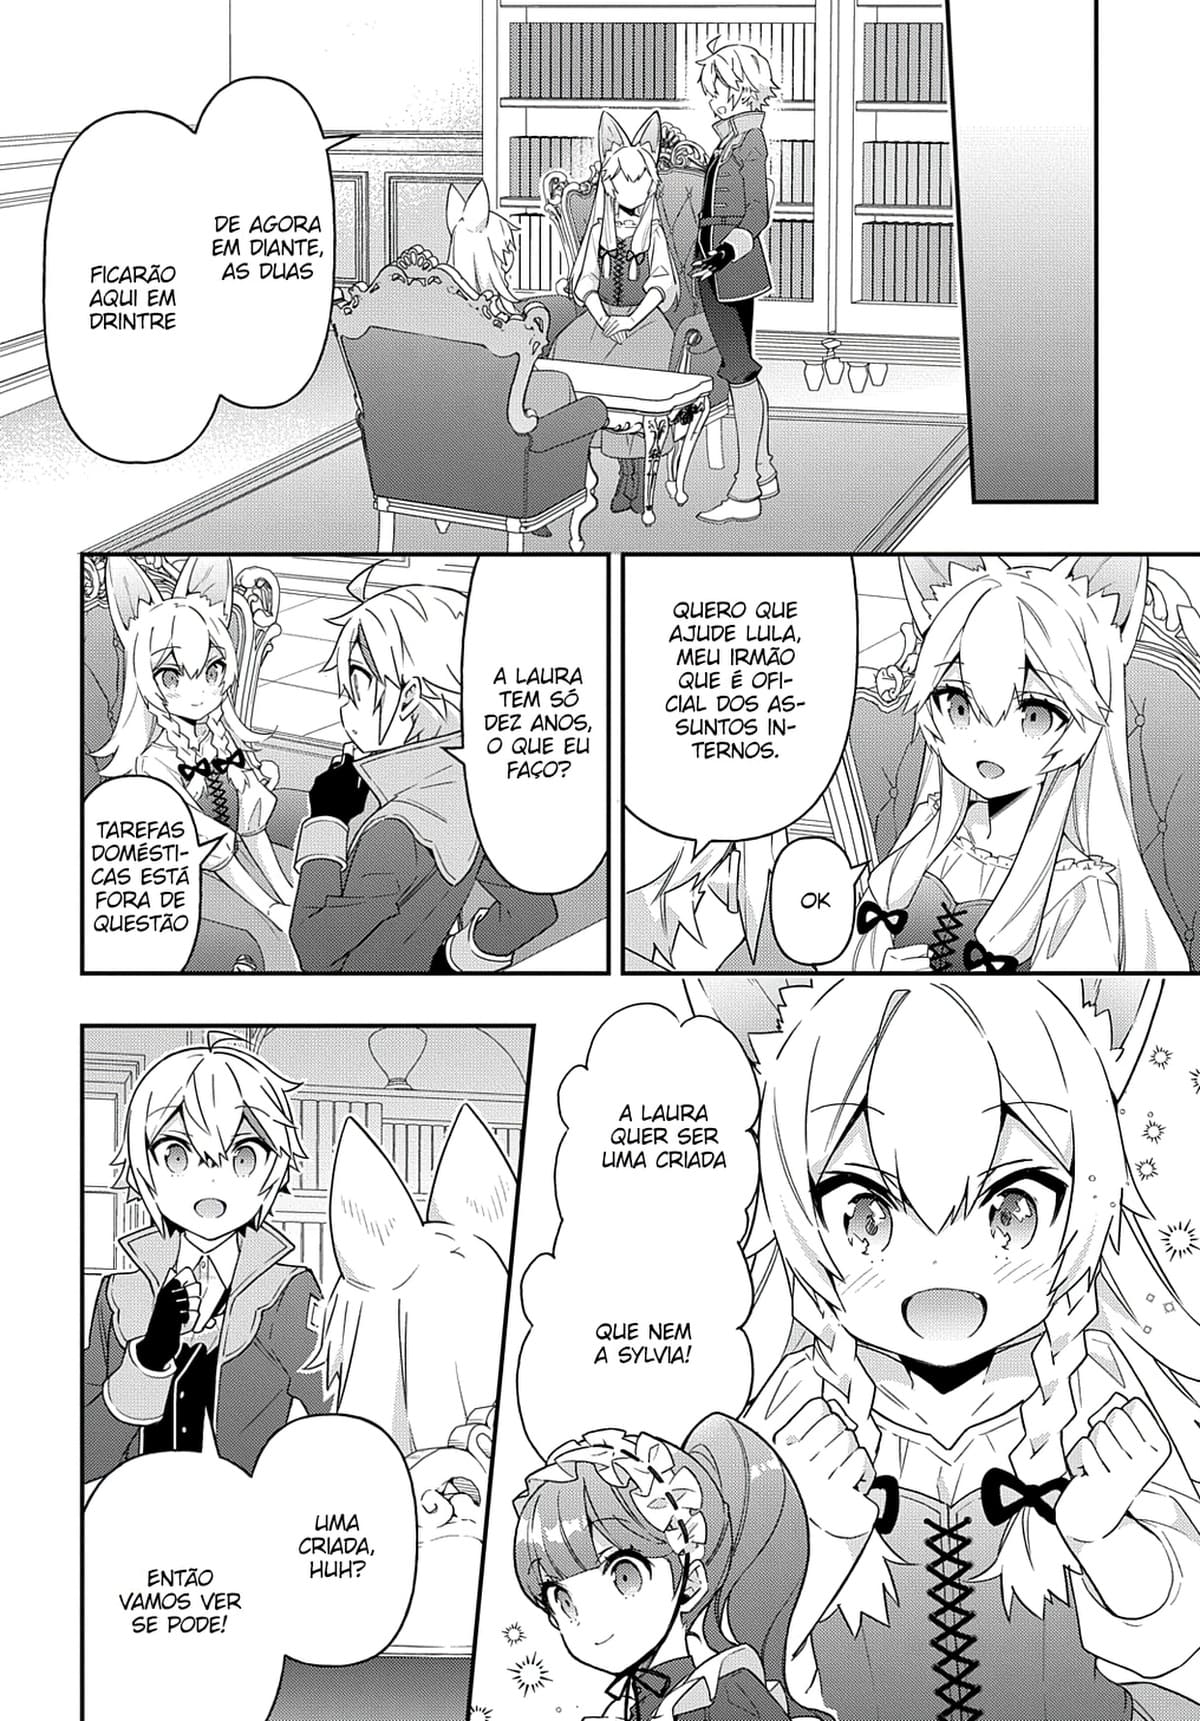 DE AGORA
EM DIANTE,
AS DUAS
FICARÃO
AQUI EM
DRINTRE
QUERO QUE
AJUDE LULA,
MEU IRMÃO
QUE É OFI-
CIAL DOS AS-
SUNTOS IN-
TERNOS.
OK
A LAURA
TEM SÓ
DEZ ANOS,
O QUE EU
FAÇO?
TAREFAS
DOMÉSTI-
CAS ESTÁ
FORA DE
QUESTÃO
A LAURA
QUER SER
UMA CRIADA
QUE NEM
A SYLVIA!
UMA
CRIADA,
HUH?
ENTÃO
VAMOS VER
SE PODE!